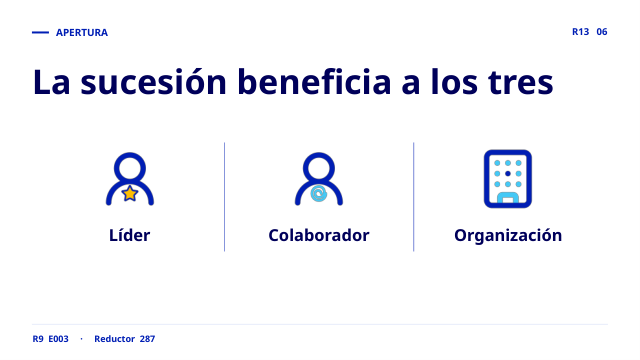 APERTURA
R13 06
La sucesión beneficia a los tres
Líder
Colaborador
Organización
R9 E003 · Reductor 287